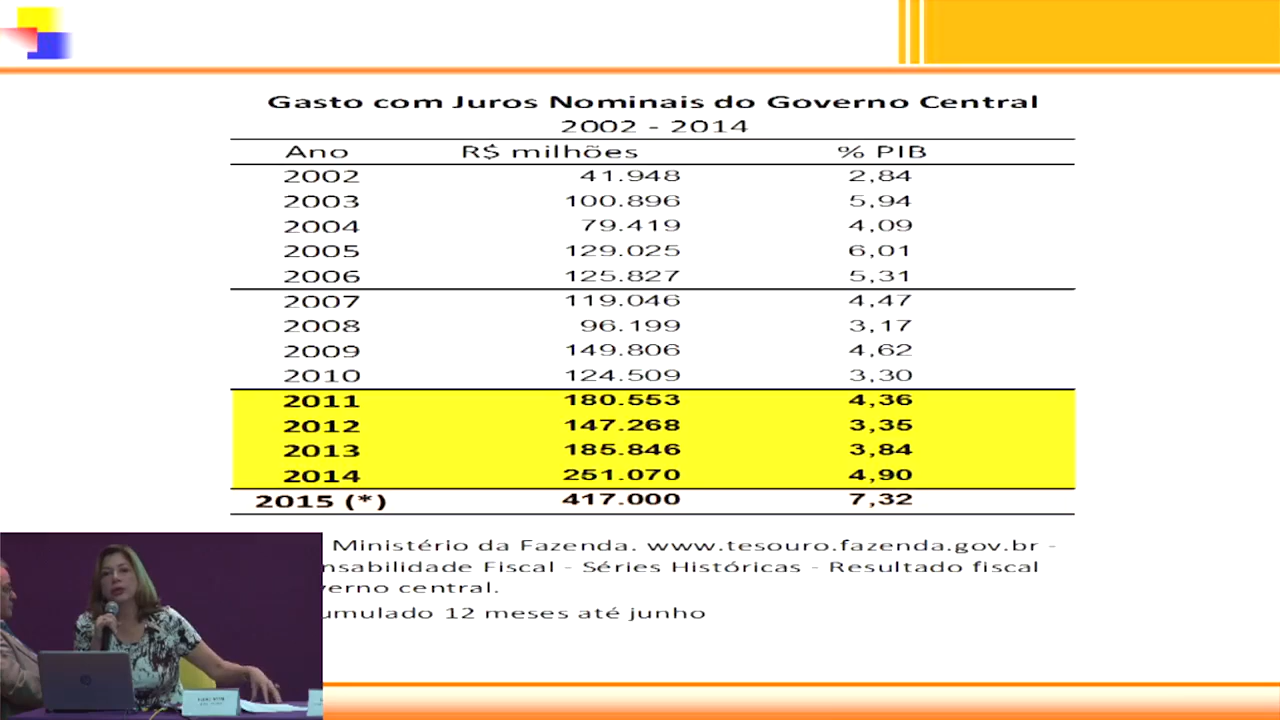 Gasto com Juros Nominais do Governo Central
2002 - 2014
Ano R$ milhões % PIB
2002 41.948 2,84
2003 100.896 5,94
2004 79.419 4,09
2005 129.025 6,01
2006 125.827 5,31
2007 119.046 4,47
2008 96.199 3,17
2009 149.806 4,62
2010 124.509 3,30
2011 180.553 4,36
2012 147.268 3,35
2013 185.846 3,84
2014 251.070 4,90
2015 (*) 417.000 7,32
Ministério da Fazenda. www.tesouro.fazenda.gov.br -
nsabilidade Fiscal - Séries Históricas - Resultado fiscal
verno central.
umulado 12 meses até junho